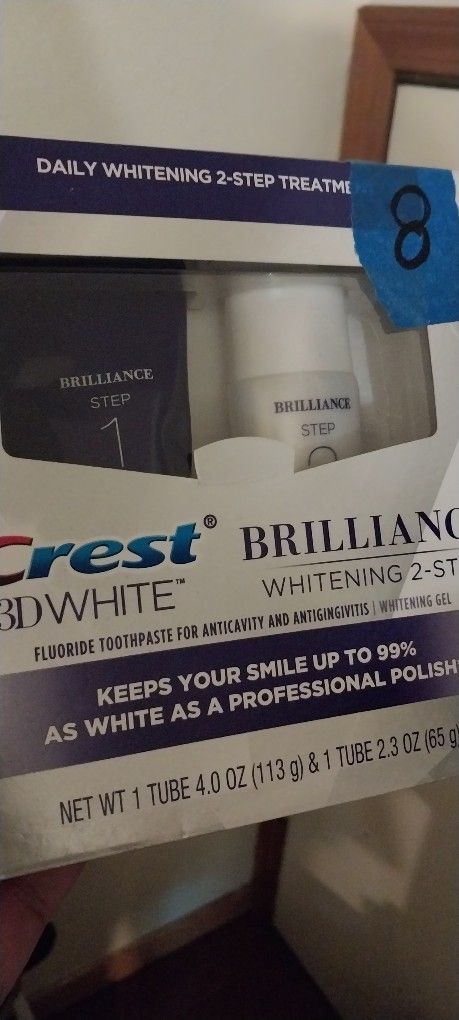 DAILY WHITENING 2-STEP TREATME
8
BRILLIANCE
STEP
1
BRILLIANCE
STEP
Crest®
3DWHITE™
BRILLIANC
WHITENING 2-ST
FLUORIDE TOOTHPASTE FOR ANTICAVITY AND ANTIGINGIVITIS | WHITENING GEL
KEEPS YOUR SMILE UP TO 99%
AS WHITE AS A PROFESSIONAL POLISH*
NET WT 1 TUBE 4.0 OZ (113 g) & 1 TUBE 2.3 OZ (65 g)